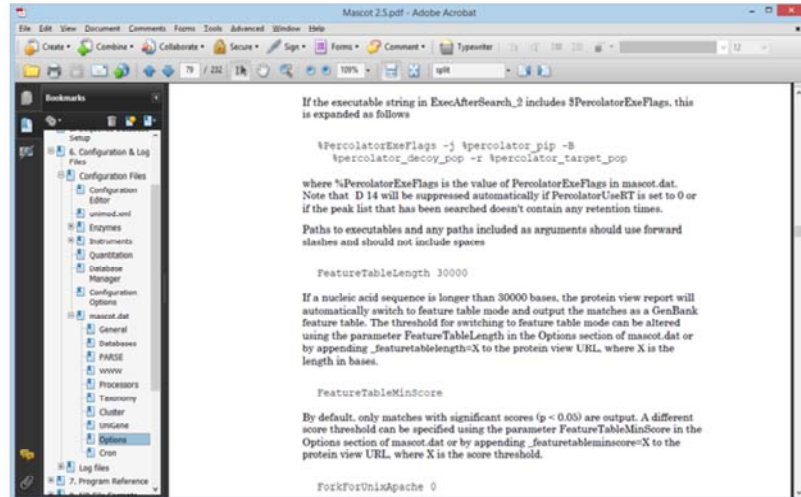 Mascot 2.5.pdf - Adobe Acrobat
File Edit View Document Comments Forms Tools Advanced Window Help
Create Combine Collaborate Secure Sign Forms Comment Typewriter
79 / 232 109% split
Bookmarks
Setup
6. Configuration & Log
Files
Configuration Files
Configuration
Editor
unimod.xml
Enzymes
Instruments
Quantitation
Database
Manager
Configuration
Options
mascot.dat
General
Databases
PARSE
WWW
Processors
Taxonomy
Cluster
UniGene
Options
Cron
Log files
7. Program Reference
If the executable string in ExecAfterSearch_2 includes $PercolatorExeFlags, this
is expanded as follows
%PercolatorExeFlags -j %percolator_pip -B
%percolator_decoy_pop -r %percolator_target_pop
where %PercolatorExeFlags is the value of PercolatorExeFlags in mascot.dat.
Note that D 14 will be suppressed automatically if PercolatorUseRT is set to 0 or
if the peak list that has been searched doesn't contain any retention times.
Paths to executables and any paths included as arguments should use forward
slashes and should not include spaces
FeatureTableLength 30000
If a nucleic acid sequence is longer than 30000 bases, the protein view report will
automatically switch to feature table mode and output the matches as a GenBank
feature table. The threshold for switching to feature table mode can be altered
using the parameter FeatureTableLength in the Options section of mascot.dat or
by appending _featuretablelength=X to the protein view URL, where X is the
length in bases.
FeatureTableMinScore
By default, only matches with significant scores (p < 0.05) are output. A different
score threshold can be specified using the parameter FeatureTableMinScore in the
Options section of mascot.dat or by appending _featuretableminscore=X to the
protein view URL, where X is the score threshold.
ForkForUnixApache 0